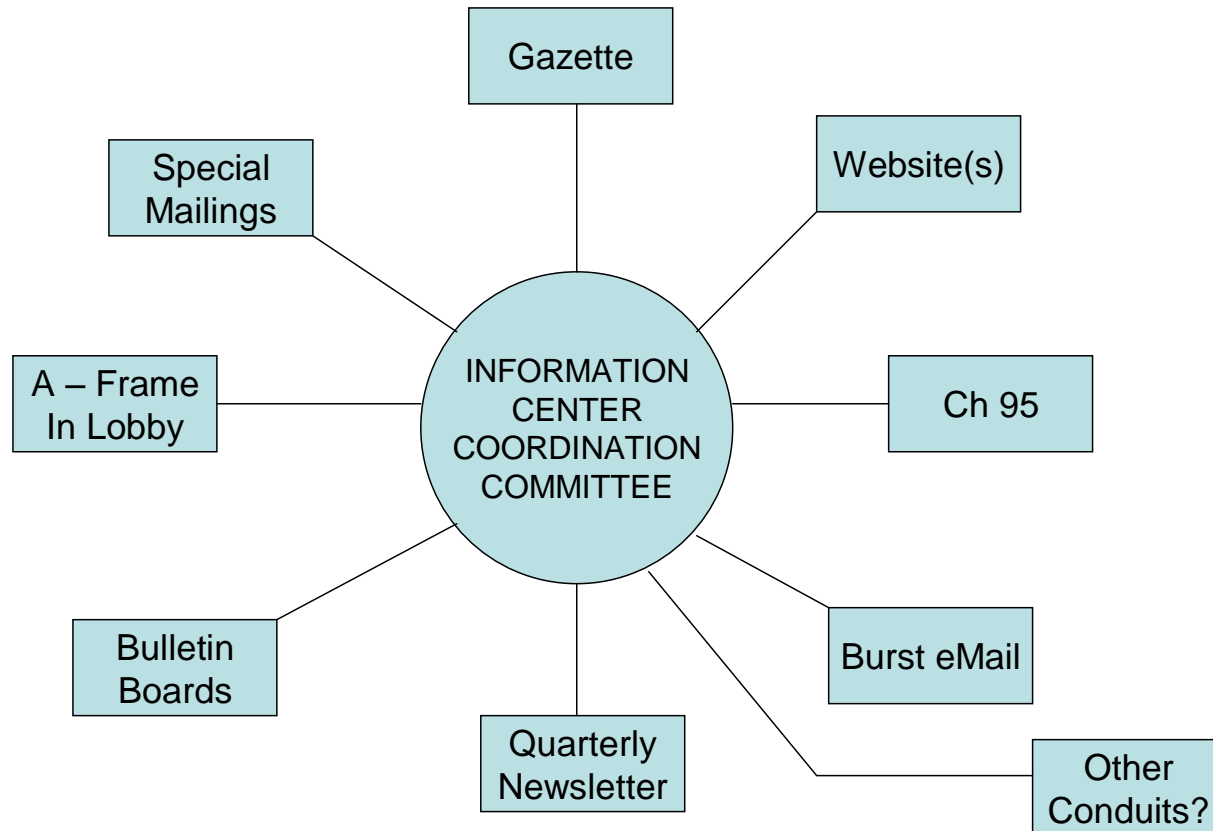 Gazette
Special
Mailings
Website(s)
A – Frame
In Lobby
INFORMATION
CENTER
COORDINATION
COMMITTEE
Ch 95
Bulletin
Boards
Burst eMail
Quarterly
Newsletter
Other
Conduits?